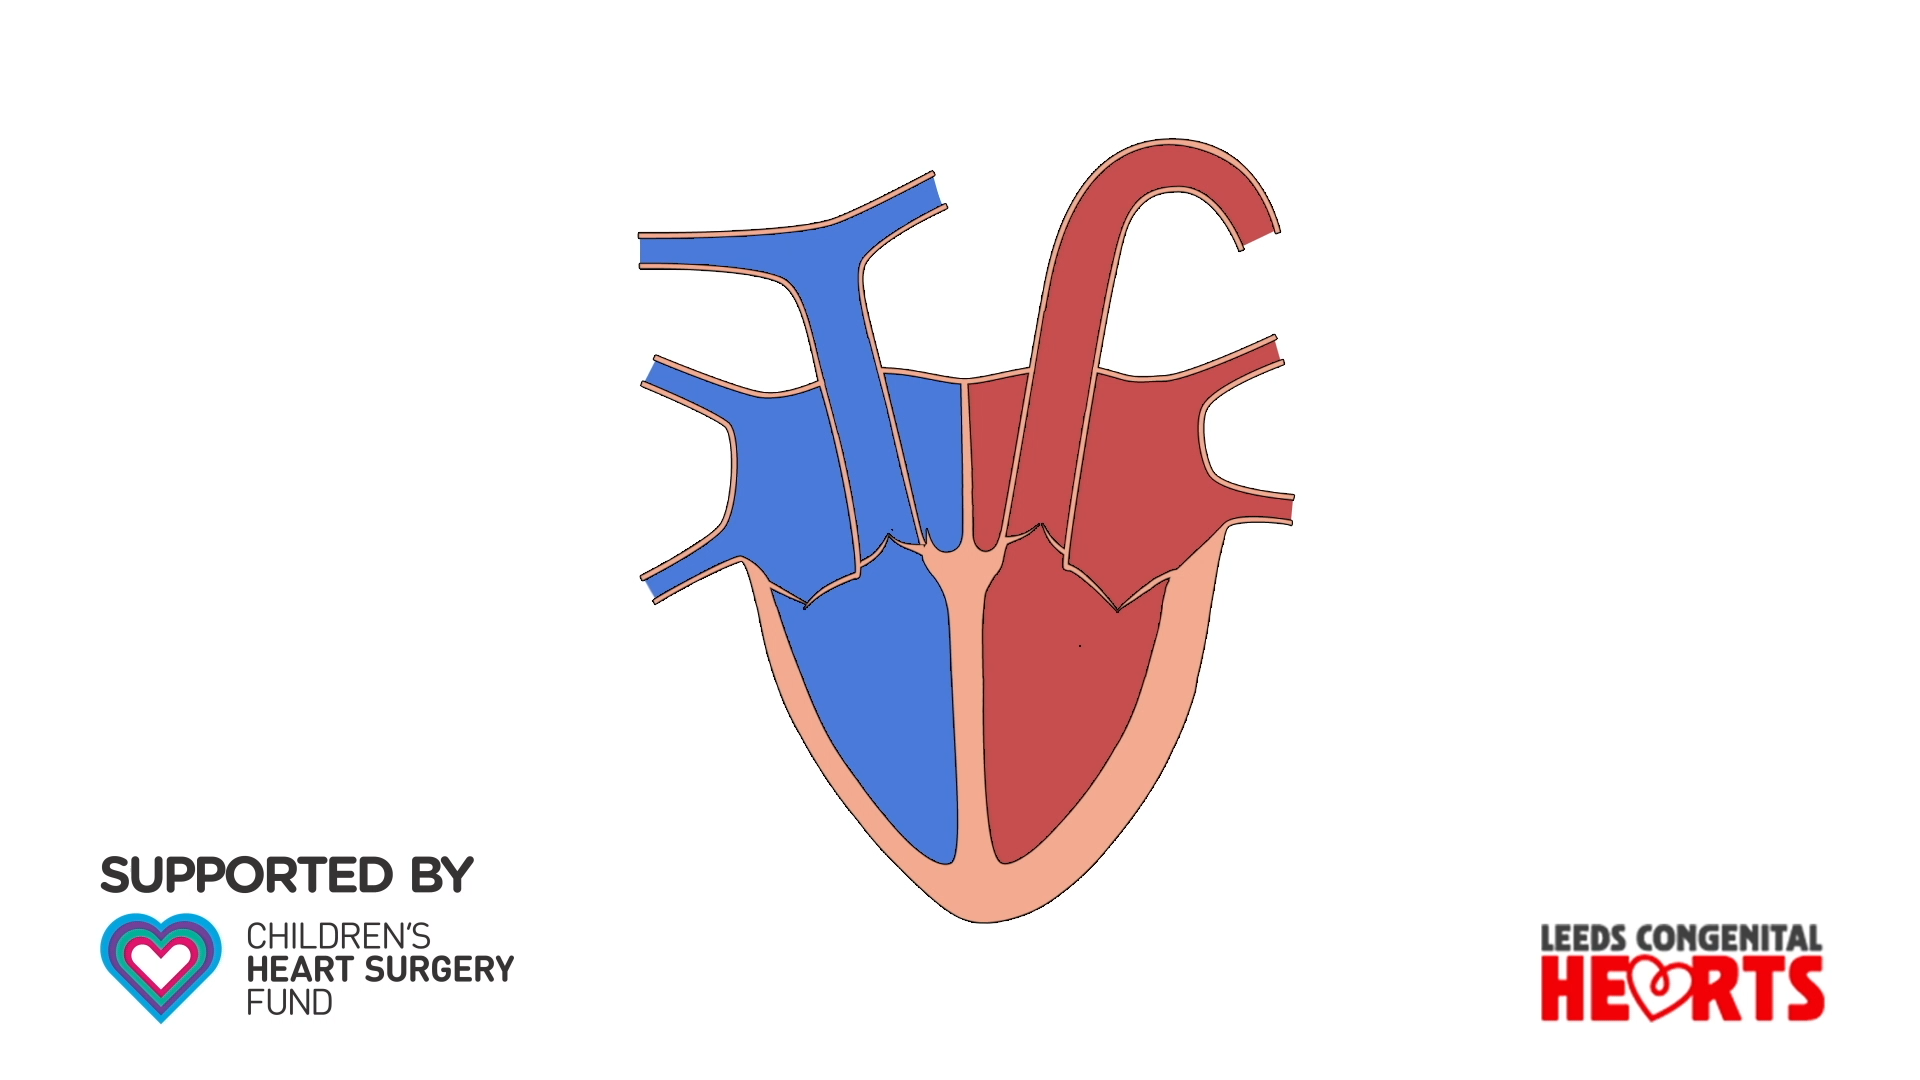 SUPPORTED BY
CHILDREN'S
HEART SURGERY
FUND
LEEDS CONGENITAL
HEARTS